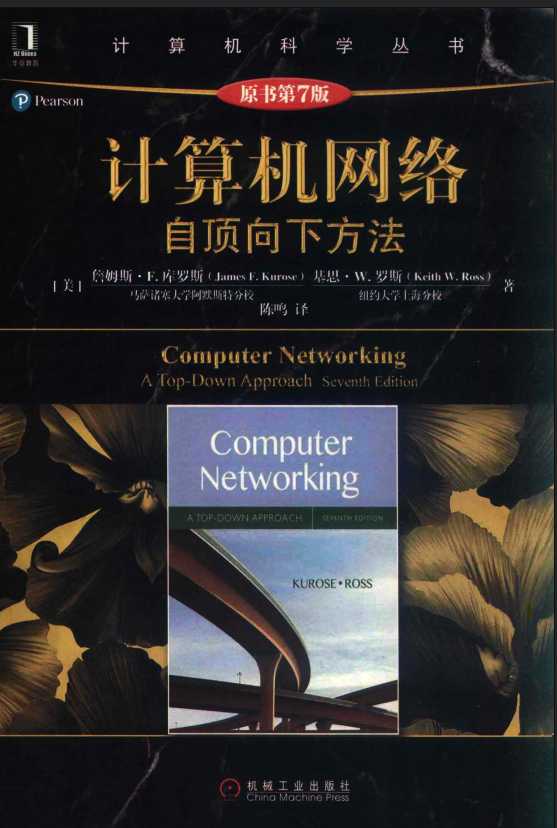 HZ BOOKS
华章教育
计算机科学丛书
Pearson
原书第7版
计算机网络
自顶向下方法
[美] 詹姆斯·F. 库罗斯 (James F. Kurose) 基思·W. 罗斯 (Keith W. Ross) 著
马萨诸塞大学阿默斯特分校 纽约大学上海分校
陈鸣 译
Computer Networking
A Top-Down Approach Seventh Edition
Computer
Networking
A TOP-DOWN APPROACH SEVENTH EDITION
KUROSE • ROSS
机械工业出版社
China Machine Press